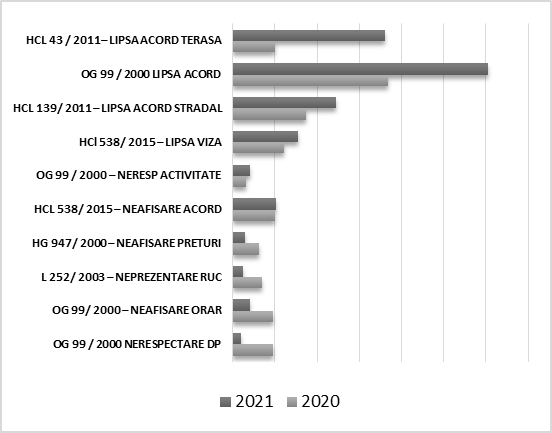 HCL 43 / 2011– LIPSA ACORD TERASA
OG 99 / 2000 LIPSA ACORD
HCL 139/ 2011– LIPSA ACORD STRADAL
HCl 538/ 2015 – LIPSA VIZA
OG 99 / 2000 – NERESP ACTIVITATE
HCL 538/ 2015 – NEAFISARE ACORD
HG 947/ 2000 – NEAFISARE PRETURI
L 252/ 2003 – NEPREZENTARE RUC
OG 99/ 2000 – NEAFISARE ORAR
OG 99 / 2000 NERESPECTARE DP
2021 2020